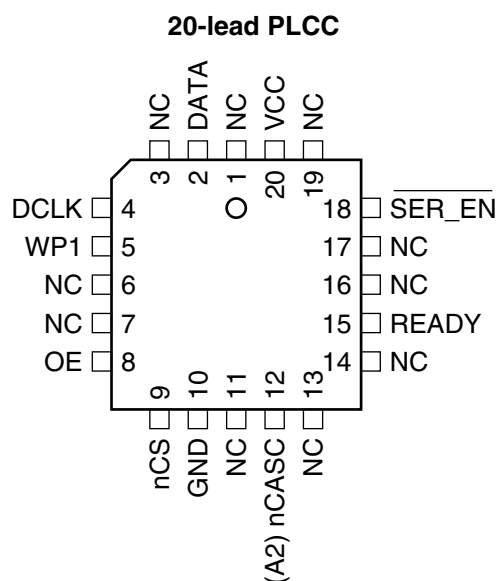 20-lead PLCC
NC
DATA
NC
VCC
NC
3
2
1
20
19
DCLK 4
WP1 5
NC 6
NC 7
OE 8
18 SER_EN
17 NC
16 NC
15 READY
14 NC
9
10
11
12
13
nCS
GND
NC
(A2) nCASC
NC